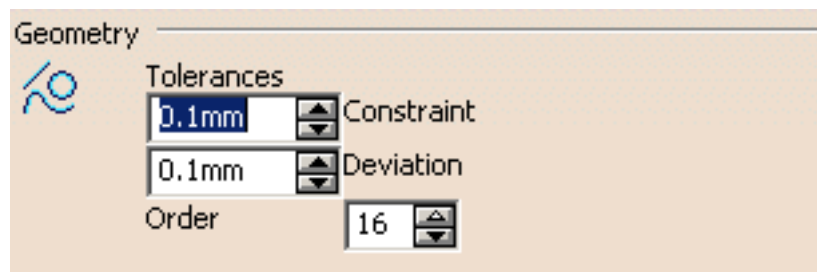 Geometry
Tolerances
0.1mm Constraint
0.1mm Deviation
Order 16